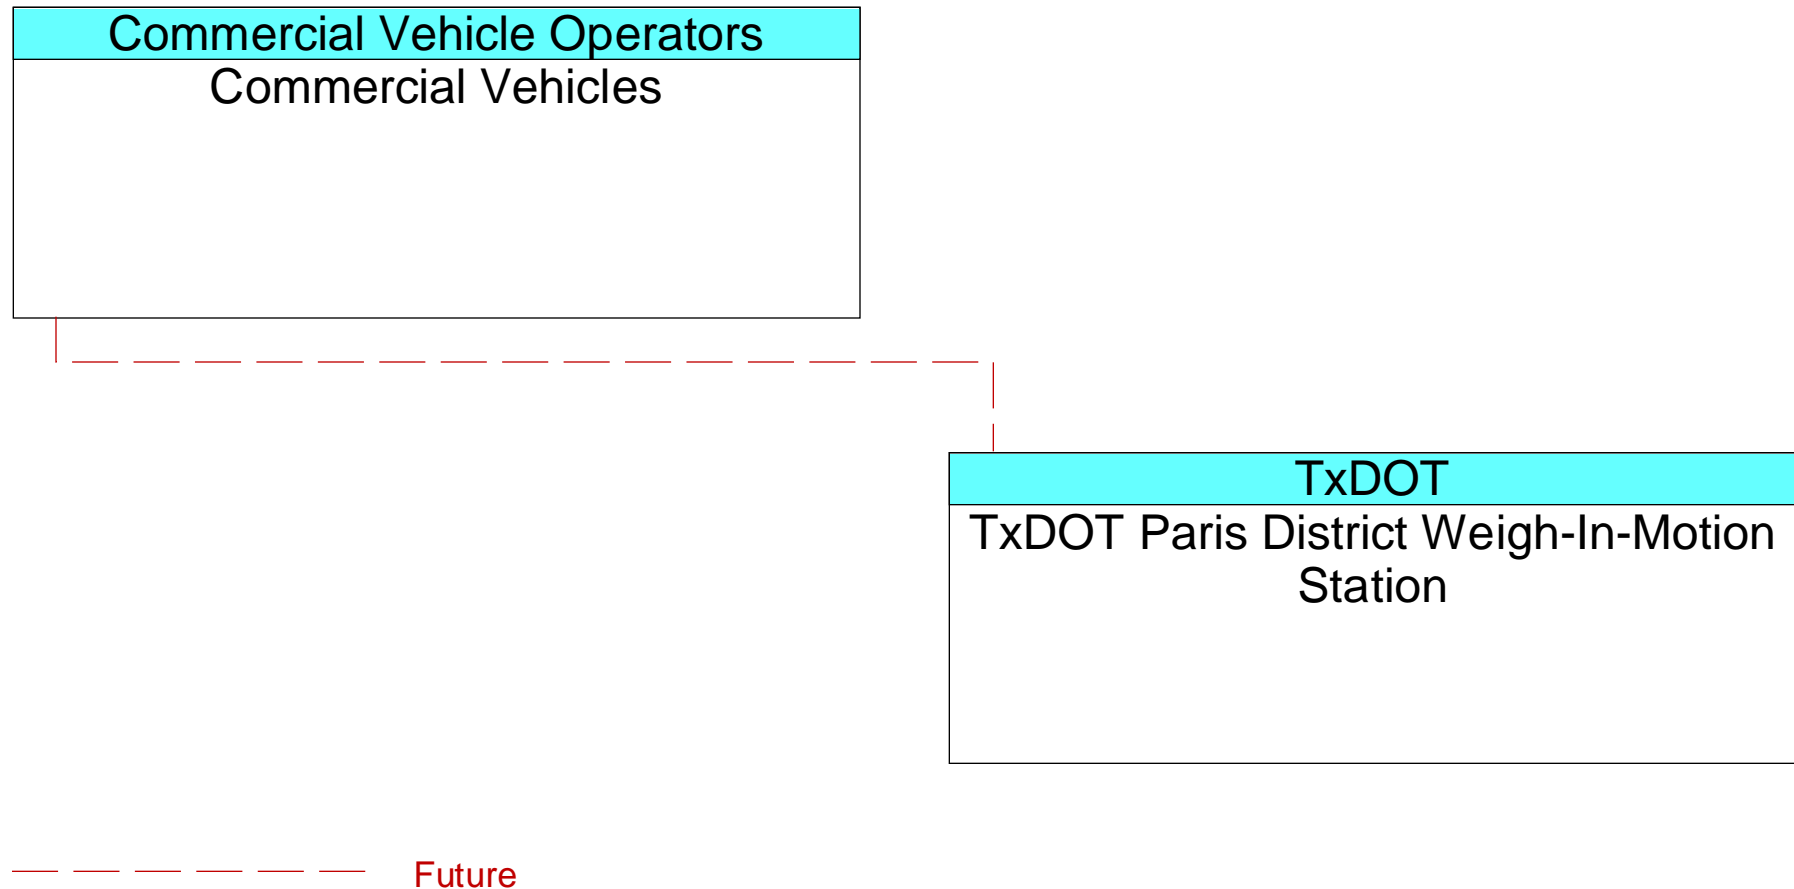 Commercial Vehicle Operators
Commercial Vehicles
TxDOT
TxDOT Paris District Weigh-In-Motion
Station
Future